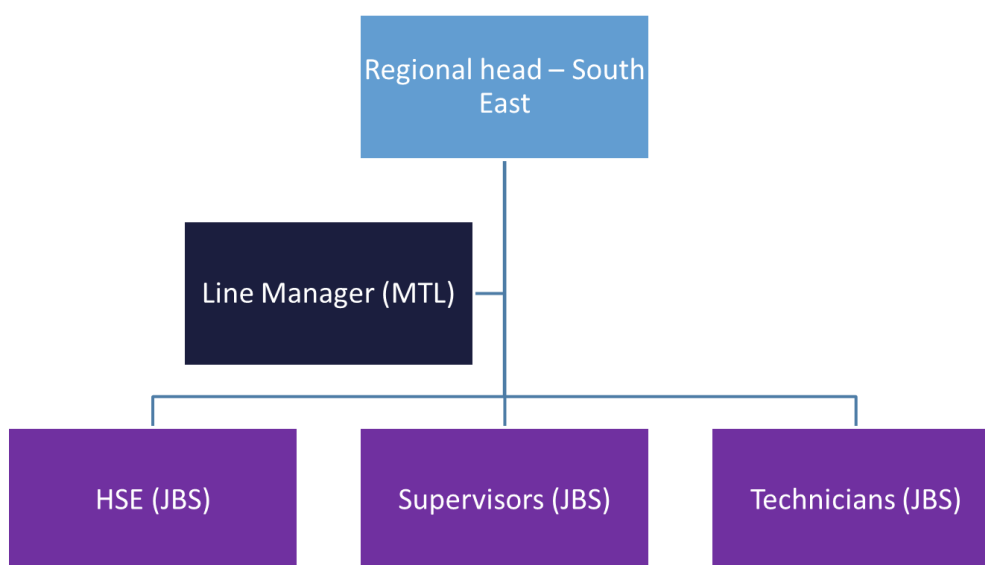 Regional head – South
East
Line Manager (MTL)
HSE (JBS)
Supervisors (JBS)
Technicians (JBS)